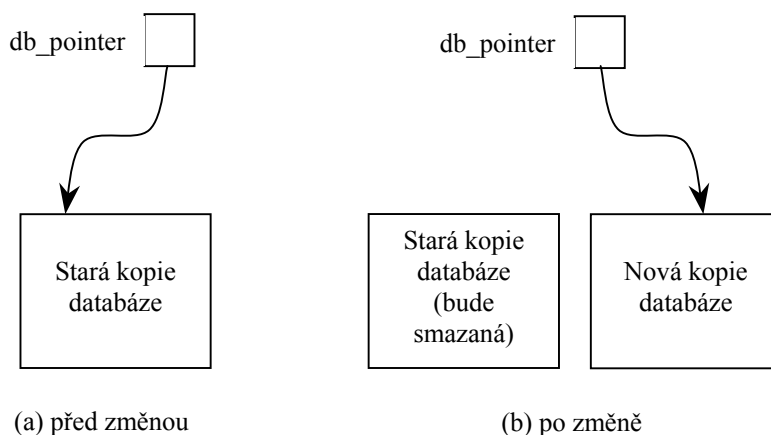 db_pointer
Stará kopie
databáze
(a) před změnou
db_pointer
Stará kopie
databáze
(bude
smazaná)
Nová kopie
databáze
(b) po změně